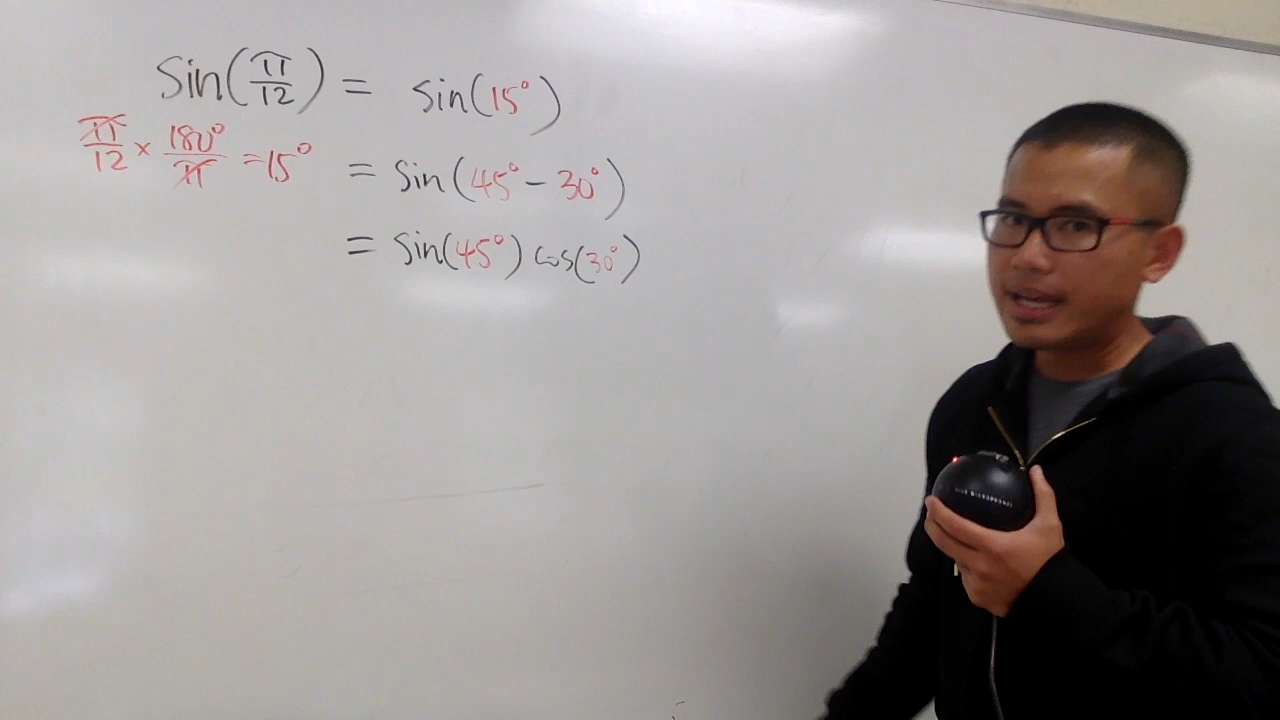 sin(π/12) = sin(15°)
π/12 × 180°/π = 15°
= sin(45° - 30°)
= sin(45°) cos(30°)